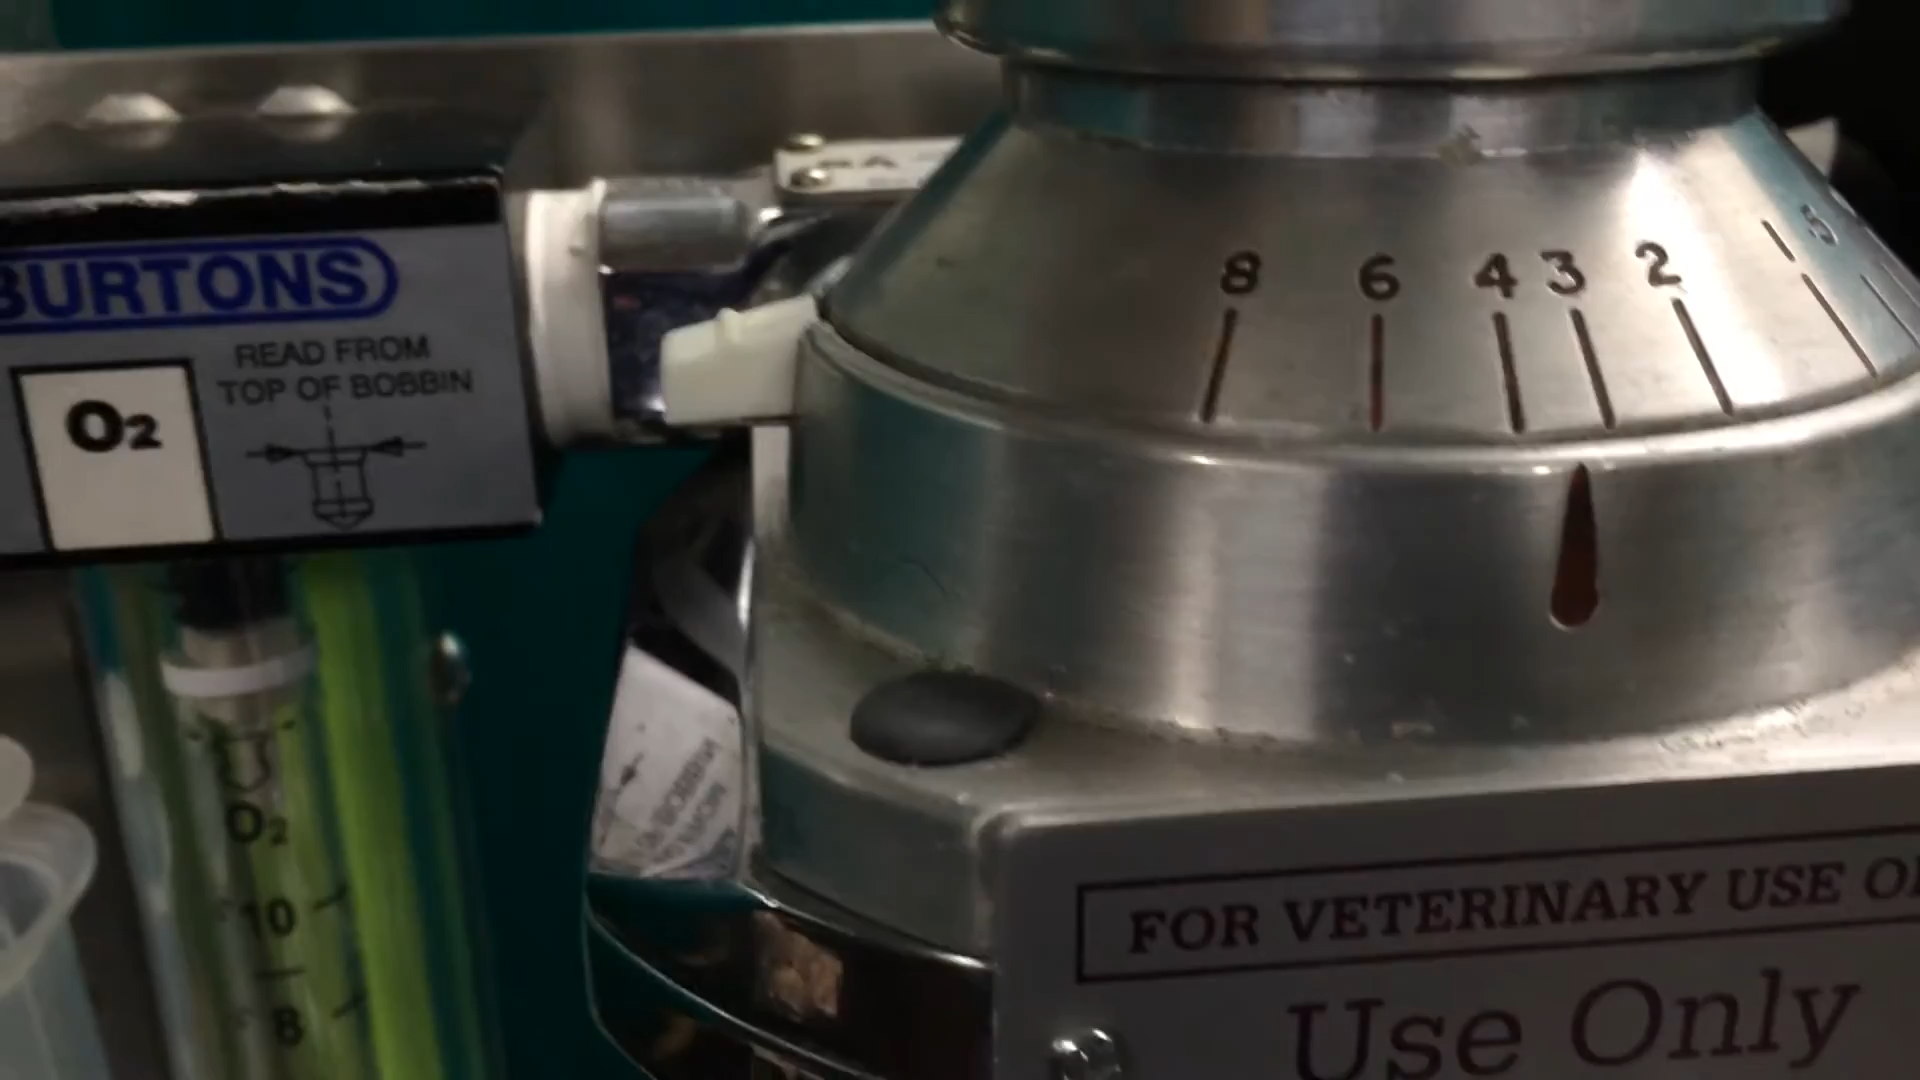 BURTONS
READ FROM
TOP OF BOBBIN
O2
8 6 4 3 2 5
O2
10
8
FOR VETERINARY USE
Use Only